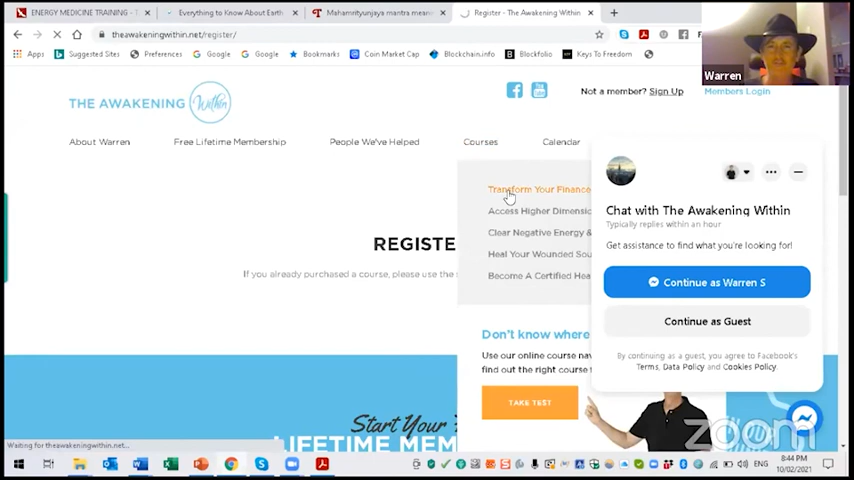 ENERGY MEDICINE TRAINING - T
Everything to Know About Earth
Mahamrityunjaya mantra meani
Register - The Awakening Within
theawakeningwithin.net/register/
Apps
Suggested Sites
Preferences
Google
Bookmarks
Coin Market Cap
Blockchain.info
Blockfolio
Keys To Freedom
Warren
THE AWAKENING Within
Not a member? Sign Up
Members Login
About Warren
Free Lifetime Membership
People We've Helped
Courses
Calendar
Transform Your Finance
Access Higher Dimensio
Clear Negative Energy &
Heal Your Wounded Sou
Become A Certified Hea
REGISTE
If you already purchased a course, please use the s
Don't know where
Use our online course nav
find out the right course
TAKE TEST
Start Your
LIFETIME MEM
Chat with The Awakening Within
Typically replies within an hour
Get assistance to find what you're looking for!
Continue as Warren S
Continue as Guest
By continuing as a guest, you agree to Facebook's
Terms, Data Policy and Cookies Policy.
zoom
Waiting for theawakeningwithin.net...
ENG
8:44 PM
10/02/2021